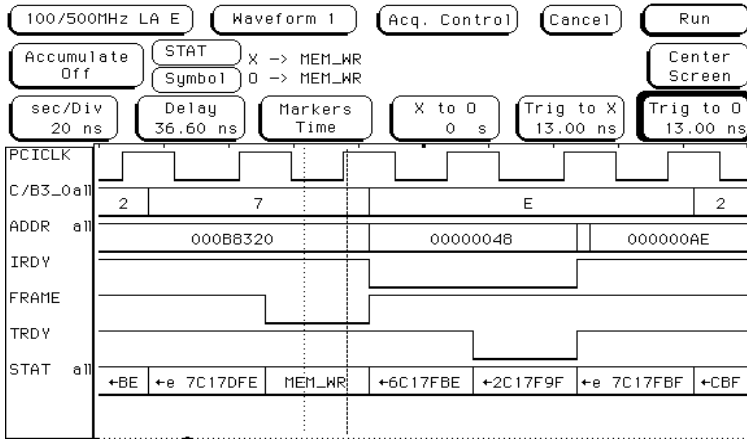 100/500MHz LA E Waveform 1 Acq. Control Cancel Run
Accumulate Off STAT Symbol X -> MEM_WR O -> MEM_WR Center Screen
sec/Div 20 ns Delay 36.60 ns Markers Time X to O 0 s Trig to X 13.00 ns Trig to O 13.00 ns
PCICLK
C/B3_0all 2 7 E 2
ADDR all 000B8320 00000048 000000AE
IRDY
FRAME
TRDY
STAT all ←BE ←e 7C17DFE MEM_WR ←6C17FBE ←2C17F9F ←e 7C17FBF ←CBF